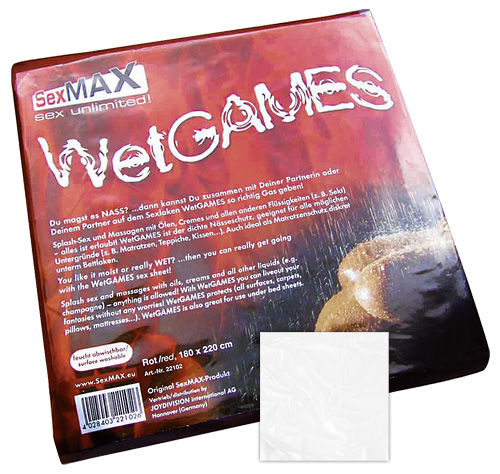 SexMAX
sex unlimited!
WetGAMES
Du magst es NASS? ...dann kannst Du zusammen mit Deiner Partnerin oder
Deinem Partner auf dem Sexlaken WetGAMES so richtig Gas geben!
Splash-Sex und Massagen mit Ölen, Cremes und allen anderen Flüssigkeiten (z. B. Sekt)
– alles ist erlaubt! WetGAMES ist der dichte Nässeschutz, geeignet für alle möglichen
Untergründe (z. B. Matratzen, Teppiche, Kissen...). Auch ideal als Matratzenschutz diskret
unterm Bettlaken.
You like it moist or really WET? ...then you can really get going
with the WetGAMES sex sheet!
Splash sex and massages with oils, creams and all other liquids (e.g.
champagne) – anything is allowed! With WetGAMES you can liveout your
fantasies without any worries! WetGAMES protects (all surfaces, carpets,
pillows, mattresses...). WetGAMES is also great for use under bed sheets.
feucht abwischbar/
surface washable
Rot/red, 180 x 220 cm
Art.-Nr. 22102
www.SexMAX.eu
Original SexMAX-Produkt
Vertrieb/distribution by
JOYDIVISION international AG
Hannover (Germany)
4 028403 221026